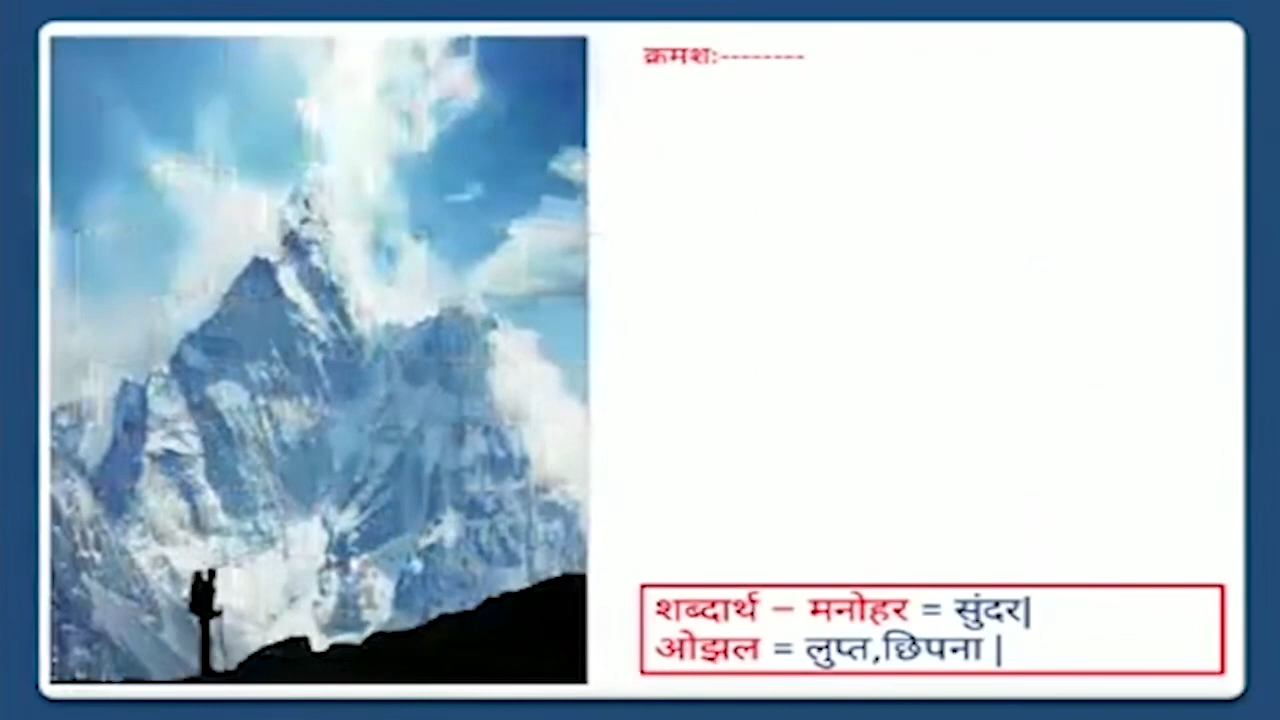 क्रमशः--------
शब्दार्थ – मनोहर = सुंदर|
ओझल = लुप्त,छिपना |